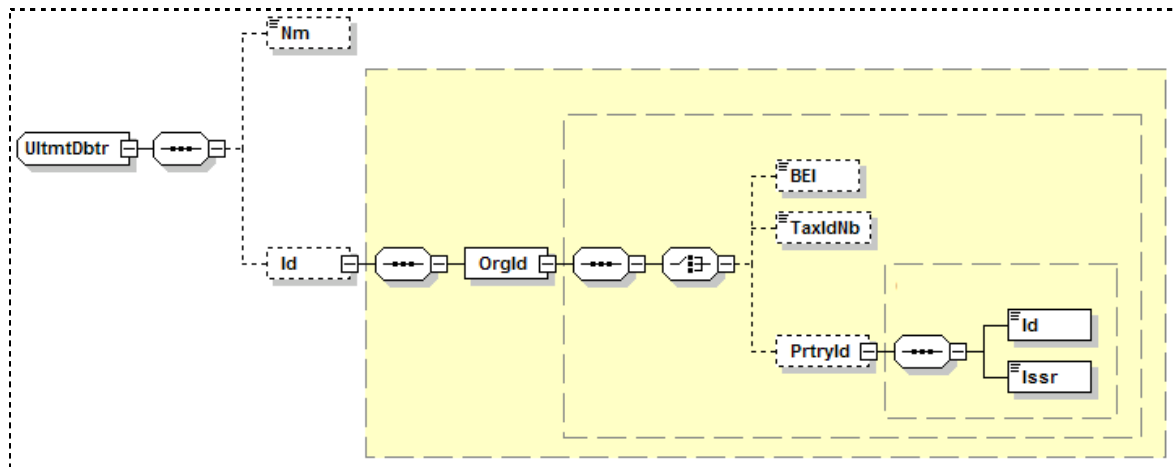 Nm
UltmtDbtr
BEI
TaxIdNb
Id
OrgId
Id
PrtryId
Issr